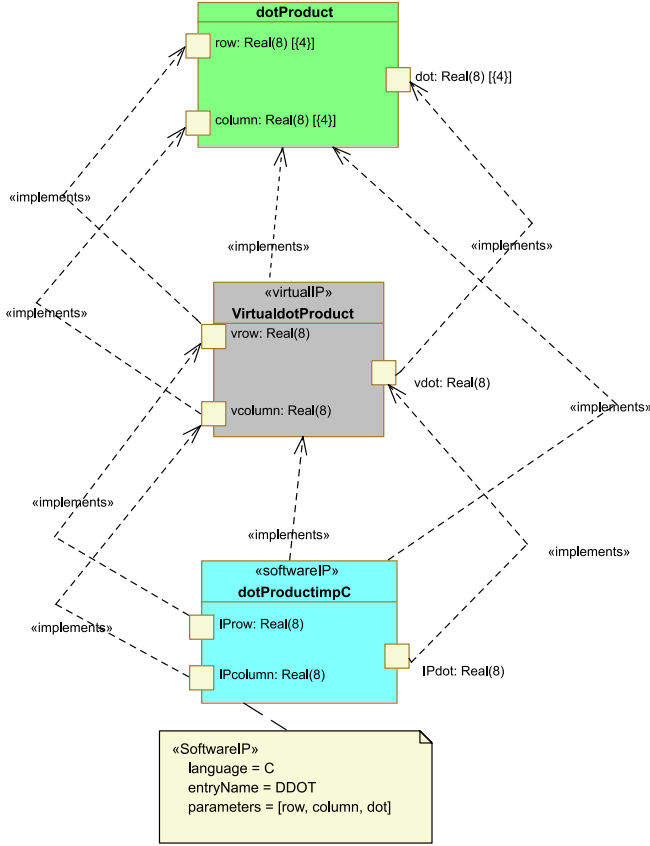 dotProduct
row: Real(8) [{4}]
dot: Real(8) [{4}]
column: Real(8) [{4}]
«implements»
«implements»
«implements»
«virtualIP»
VirtualdotProduct
«implements»
vrow: Real(8)
vdot: Real(8)
vcolumn: Real(8)
«implements»
«implements»
«implements»
«implements»
«softwareIP»
dotProductimpC
IProw: Real(8)
«implements»
IPcolumn: Real(8)
IPdot: Real(8)
«SoftwareIP»
language = C
entryName = DDOT
parameters = [row, column, dot]